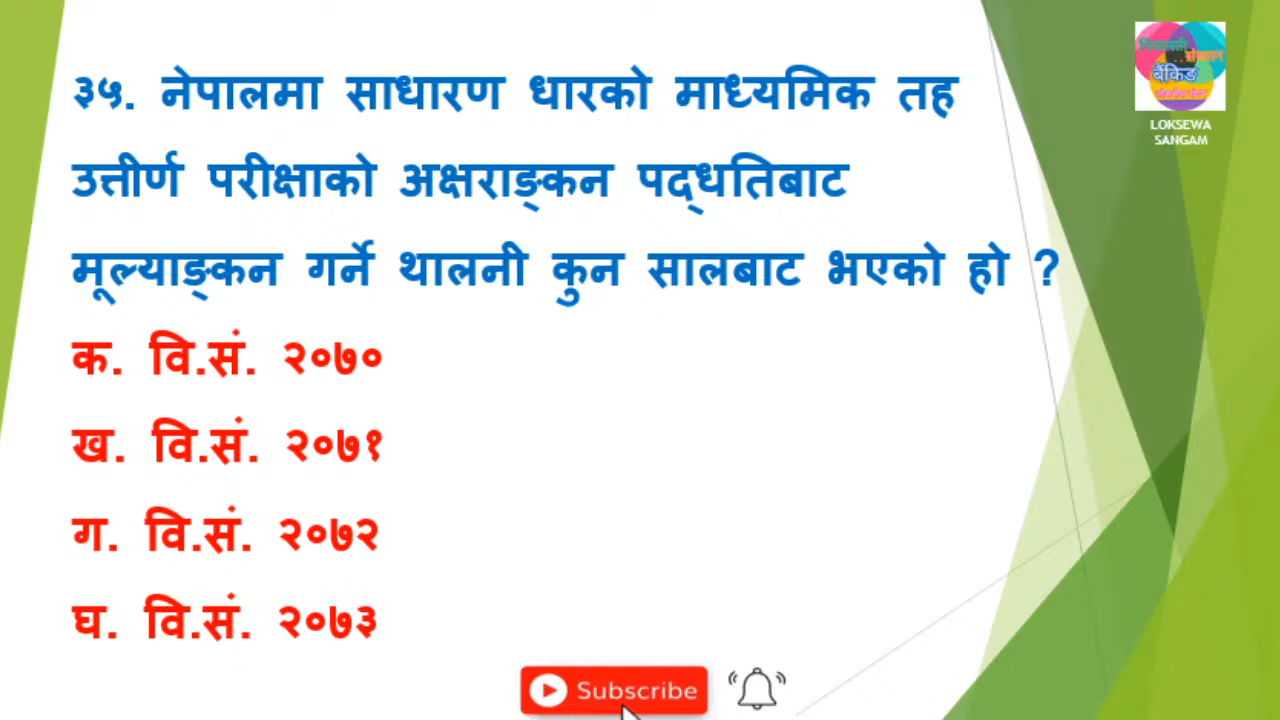 ३५. नेपालमा साधारण धारको माध्यमिक तह
उत्तीर्ण परीक्षाको अक्षराङ्कन पद्धतिबाट
मूल्याङ्कन गर्ने थालनी कुन सालबाट भएको हो ?
क. वि.सं. २०७०
ख. वि.सं. २०७१
ग. वि.सं. २०७२
घ. वि.सं. २०७३
बैंकिङ
LOKSEWA
SANGAM
Subscribe